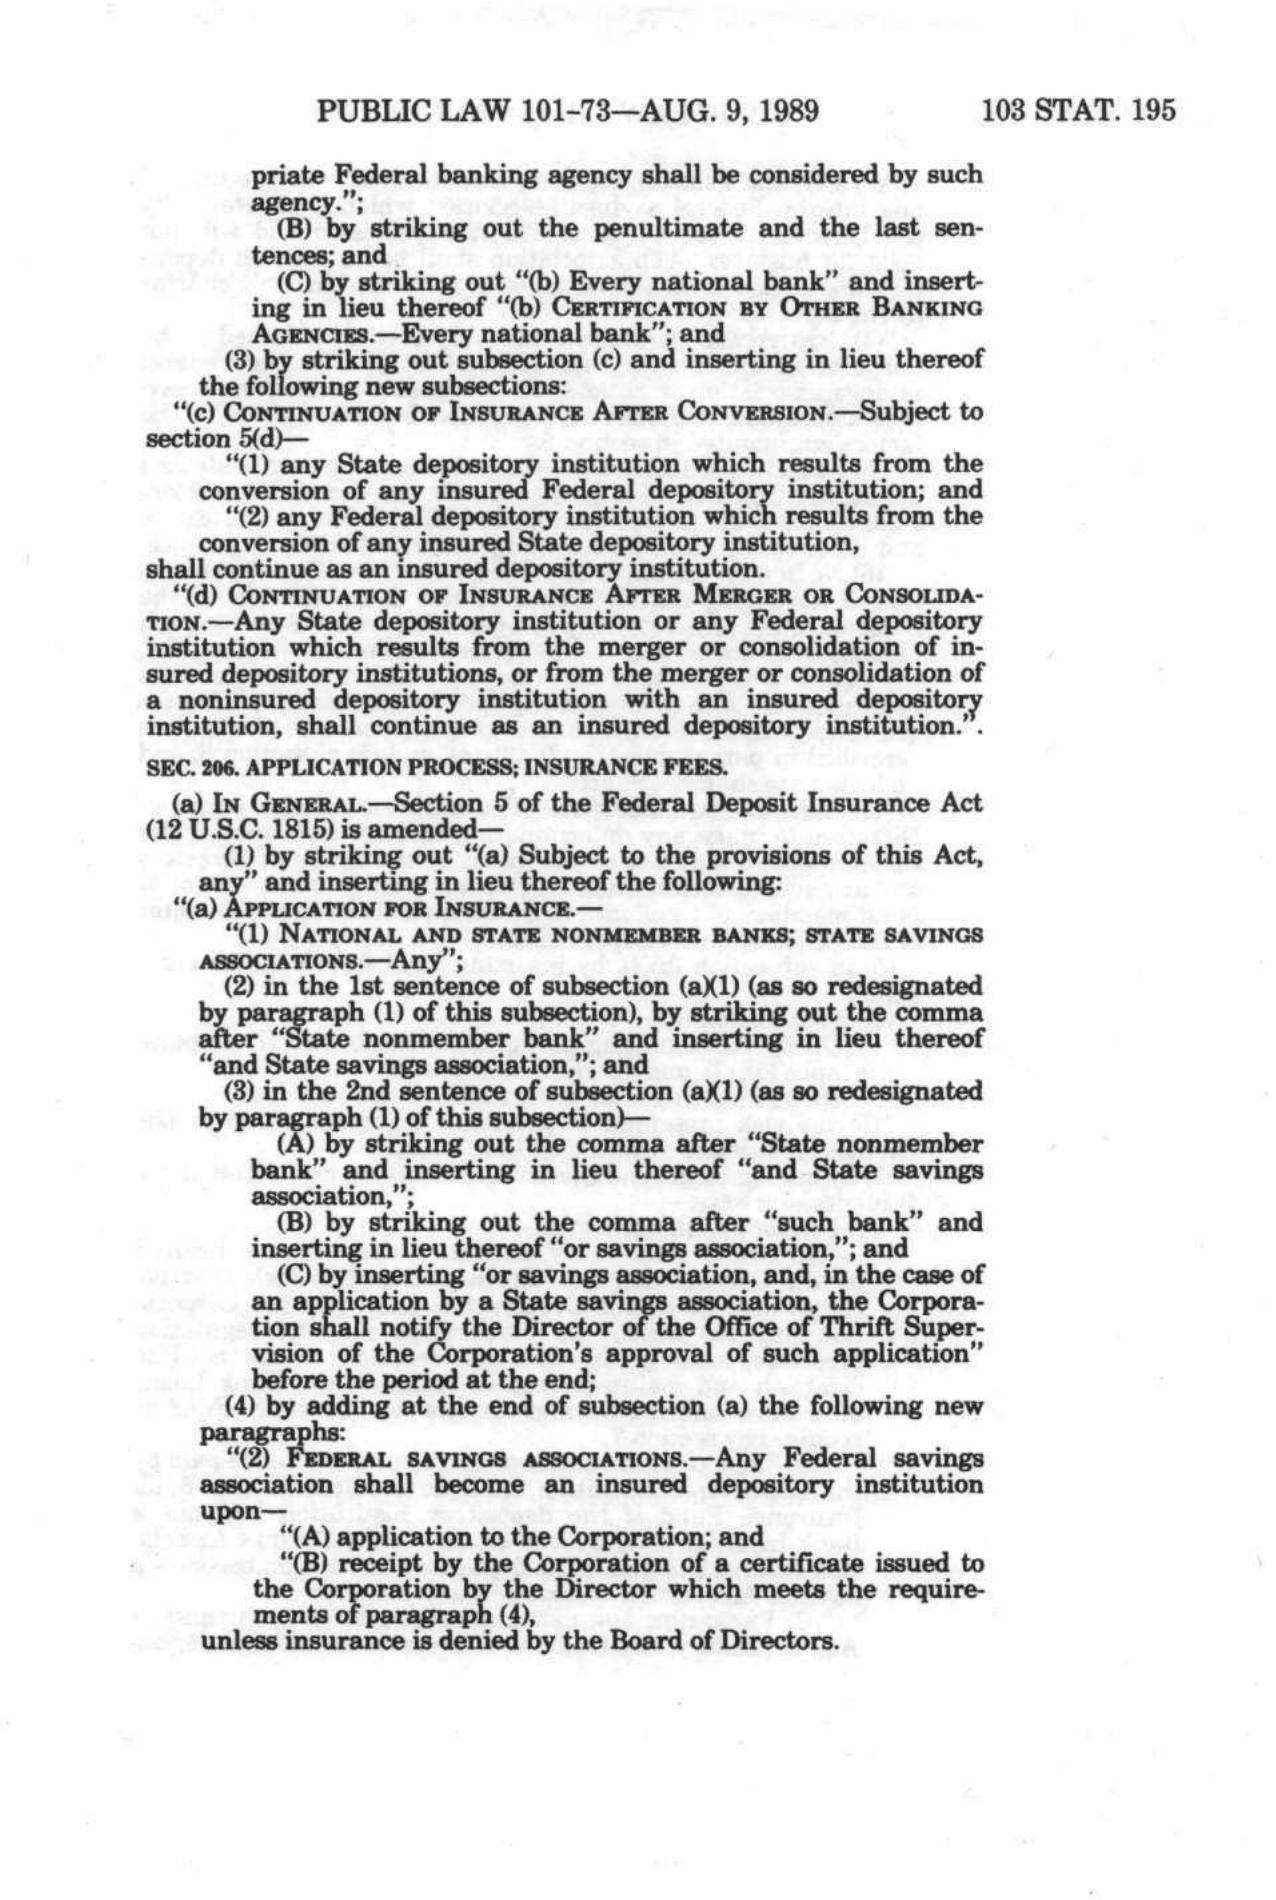 PUBLIC LAW 101-73—AUG. 9, 1989 103 STAT. 195
priate Federal banking agency shall be considered by such
agency.”;
(B) by striking out the penultimate and the last sen-
tences; and
(C) by striking out “(b) Every national bank” and insert-
ing in lieu thereof “(b) CERTIFICATION BY OTHER BANKING
AGENCIES.—Every national bank”; and
(3) by striking out subsection (c) and inserting in lieu thereof
the following new subsections:
“(c) CONTINUATION OF INSURANCE AFTER CONVERSION.—Subject to
section 5(d)—
“(1) any State depository institution which results from the
conversion of any insured Federal depository institution; and
“(2) any Federal depository institution which results from the
conversion of any insured State depository institution,
shall continue as an insured depository institution.
“(d) CONTINUATION OF INSURANCE AFTER MERGER OR CONSOLIDA-
TION.—Any State depository institution or any Federal depository
institution which results from the merger or consolidation of in-
sured depository institutions, or from the merger or consolidation of
a noninsured depository institution with an insured depository
institution, shall continue as an insured depository institution.”.
SEC. 206. APPLICATION PROCESS; INSURANCE FEES.
(a) IN GENERAL.—Section 5 of the Federal Deposit Insurance Act
(12 U.S.C. 1815) is amended—
(1) by striking out “(a) Subject to the provisions of this Act,
any” and inserting in lieu thereof the following:
“(a) APPLICATION FOR INSURANCE.—
“(1) NATIONAL AND STATE NONMEMBER BANKS; STATE SAVINGS
ASSOCIATIONS.—Any”;
(2) in the 1st sentence of subsection (a)(1) (as so redesignated
by paragraph (1) of this subsection), by striking out the comma
after “State nonmember bank” and inserting in lieu thereof
“and State savings association,”; and
(3) in the 2nd sentence of subsection (a)(1) (as so redesignated
by paragraph (1) of this subsection)—
(A) by striking out the comma after “State nonmember
bank” and inserting in lieu thereof “and State savings
association,”;
(B) by striking out the comma after “such bank” and
inserting in lieu thereof “or savings association,”; and
(C) by inserting “or savings association, and, in the case of
an application by a State savings association, the Corpora-
tion shall notify the Director of the Office of Thrift Super-
vision of the Corporation's approval of such application”
before the period at the end;
(4) by adding at the end of subsection (a) the following new
paragraphs:
“(2) FEDERAL SAVINGS ASSOCIATIONS.—Any Federal savings
association shall become an insured depository institution
upon—
“(A) application to the Corporation; and
“(B) receipt by the Corporation of a certificate issued to
the Corporation by the Director which meets the require-
ments of paragraph (4),
unless insurance is denied by the Board of Directors.